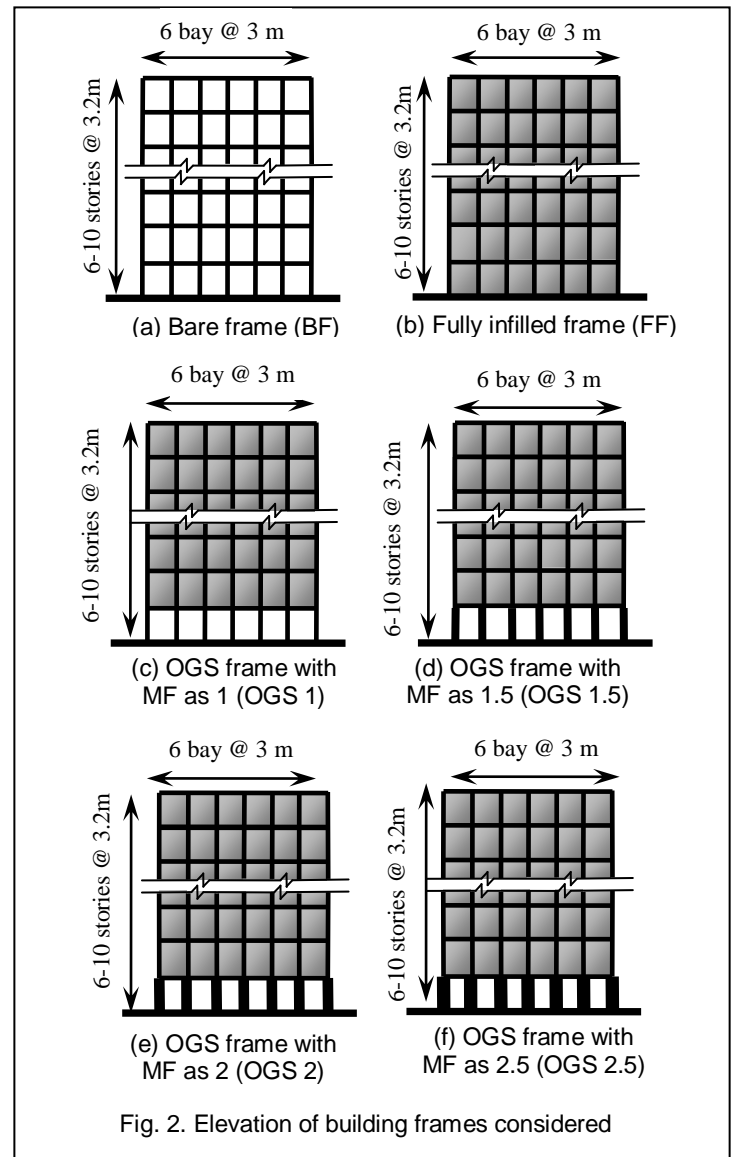 6 bay @ 3 m
6 bay @ 3 m
6-10 stories @ 3.2m
6-10 stories @ 3.2m
(a) Bare frame (BF)
(b) Fully infilled frame (FF)
6 bay @ 3 m
6 bay @ 3 m
6-10 stories @ 3.2m
6-10 stories @ 3.2m
(c) OGS frame with
MF as 1 (OGS 1)
(d) OGS frame with
MF as 1.5 (OGS 1.5)
6 bay @ 3 m
6 bay @ 3 m
6-10 stories @ 3.2m
6-10 stories @ 3.2m
(e) OGS frame with
MF as 2 (OGS 2)
(f) OGS frame with
MF as 2.5 (OGS 2.5)
Fig. 2. Elevation of building frames considered